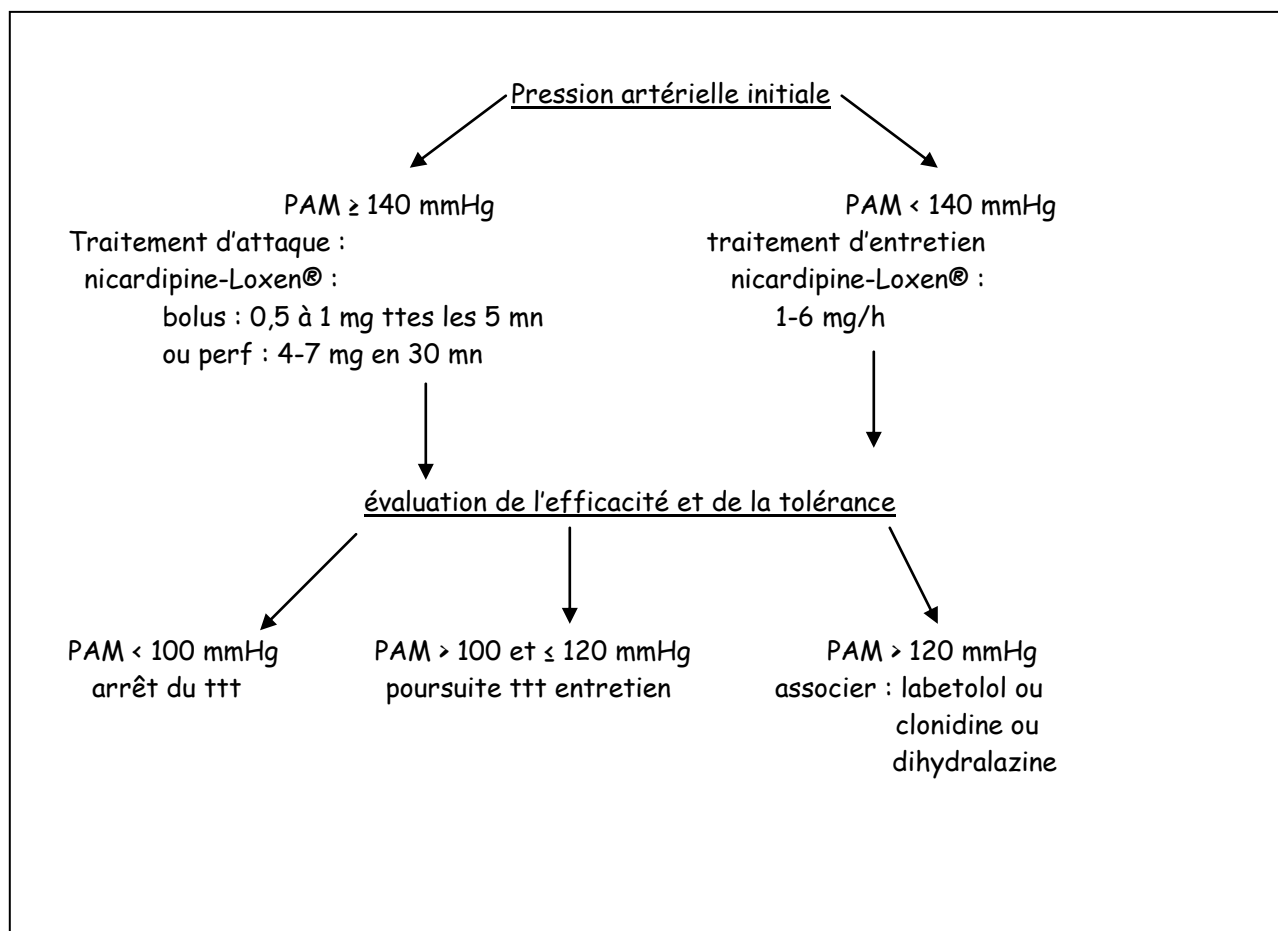 Pression artérielle initiale
PAM ≥ 140 mmHg
Traitement d'attaque :
nicardipine-Loxen® :
bolus : 0,5 à 1 mg ttes les 5 mn
ou perf : 4-7 mg en 30 mn
PAM < 140 mmHg
traitement d'entretien
nicardipine-Loxen® :
1-6 mg/h
évaluation de l'efficacité et de la tolérance
PAM < 100 mmHg
arrêt du ttt
PAM > 100 et ≤ 120 mmHg
poursuite ttt entretien
PAM > 120 mmHg
associer : labetolol ou
clonidine ou
dihydralazine